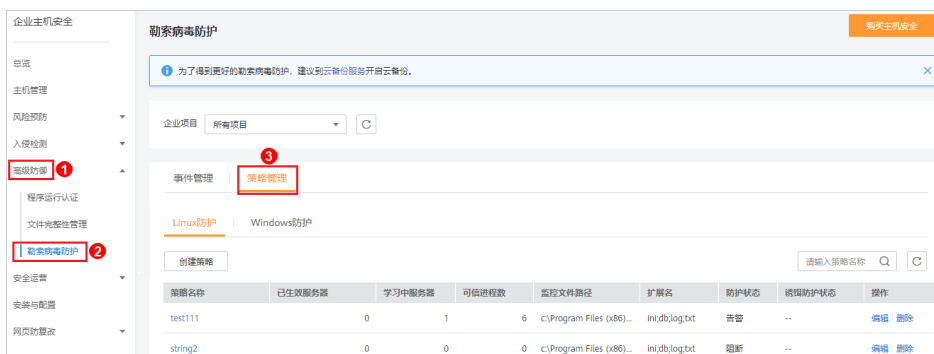 企业主机安全
总览
主机管理
风险预防
入侵检测
高级防御 1
程序运行认证
文件完整性管理
勒索病毒防护 2
安全运营
安装与配置
网页防篡改
勒索病毒防护
购买主机安全
为了得到更好的勒索病毒防护，建议到云备份服务开启云备份。
企业项目 所有项目
3
事件管理 策略管理
Linux防护 Windows防护
创建策略 请输入策略名称
策略名称 已生效服务器 学习中服务器 可信进程数 监控文件路径 扩展名 防护状态 诱饵防护状态 操作
test111 0 1 6 c:\Program Files (x86)... ini;db;log;txt 告警 -- 编辑 删除
string2 0 0 0 c:\Program Files (x86)... ini;db;log;txt 阻断 -- 编辑 删除